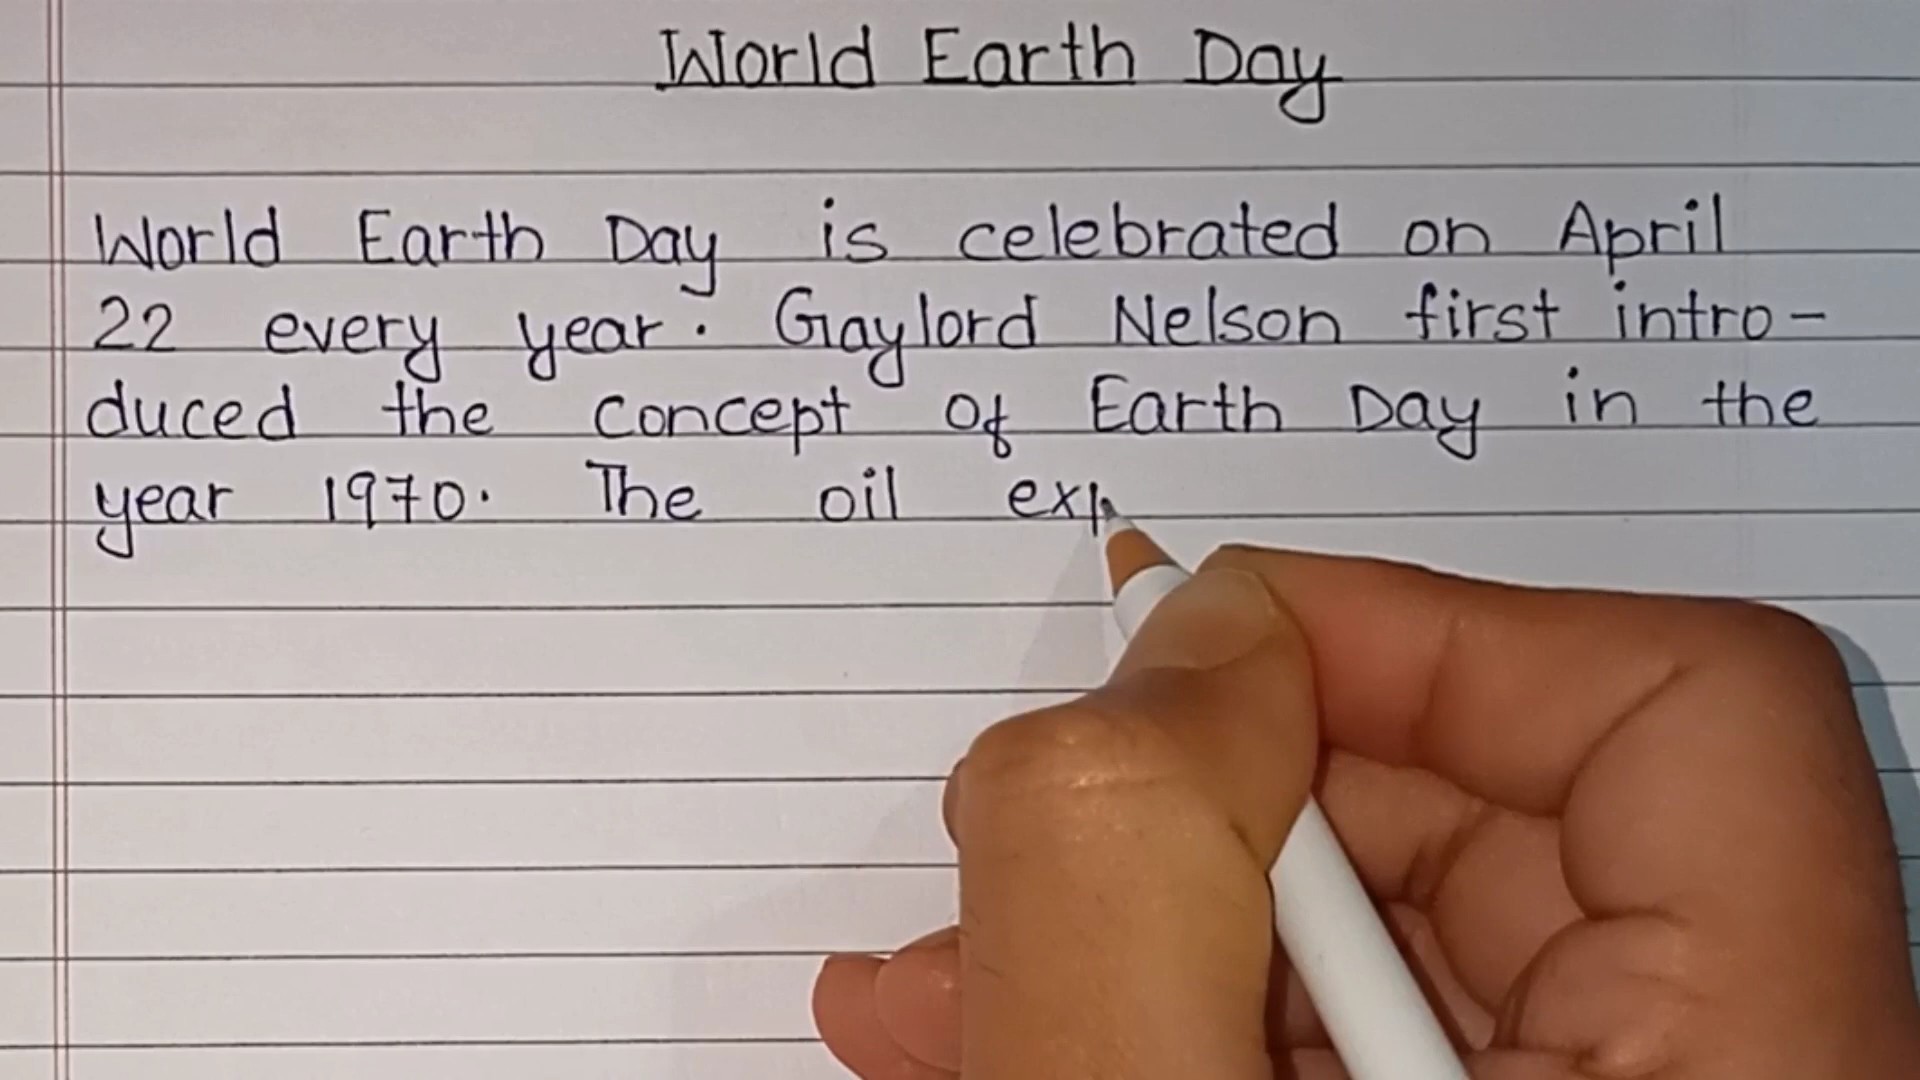 World Earth Day
World Earth Day is celebrated on April
22 every year. Gaylord Nelson first intro-
duced the concept of Earth Day in the
year 1970. The oil exp